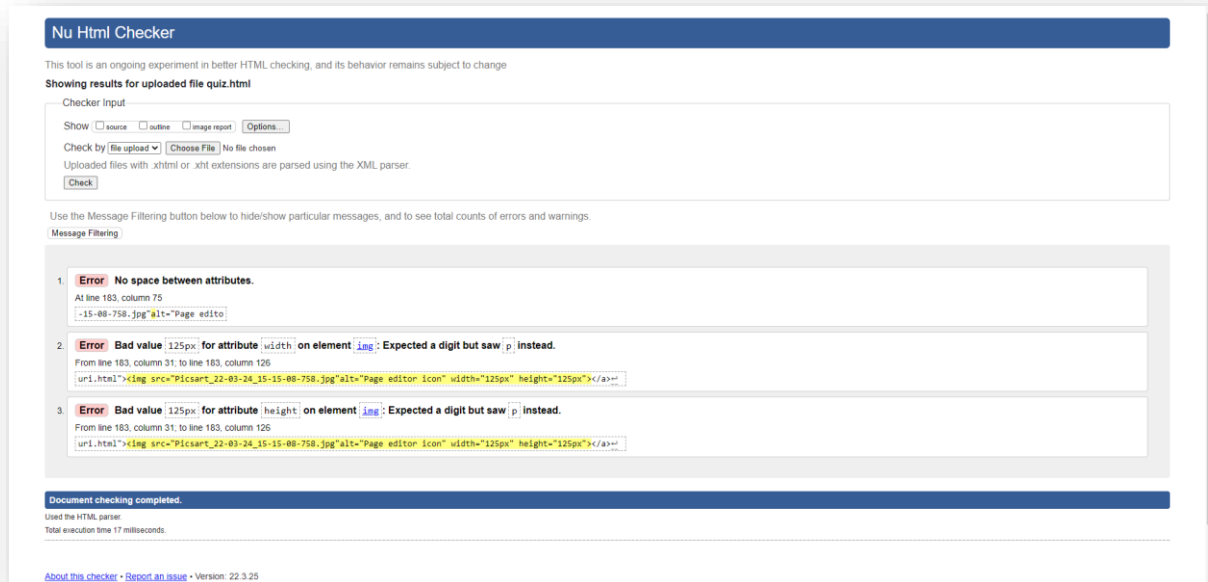 Nu Html Checker
This tool is an ongoing experiment in better HTML checking, and its behavior remains subject to change
Showing results for uploaded file quiz.html
Checker Input
Show source outline image report Options...
Check by file upload Choose File No file chosen
Uploaded files with .xhtml or .xht extensions are parsed using the XML parser.
Check
Use the Message Filtering button below to hide/show particular messages, and to see total counts of errors and warnings.
Message Filtering
1. Error No space between attributes.
At line 183, column 75
-15-08-758.jpg"alt="Page edito
2. Error Bad value 125px for attribute width on element img: Expected a digit but saw p instead.
From line 183, column 31; to line 183, column 126
uri.html"><img src="Picsart_22-03-24_15-15-08-758.jpg"alt="Page editor icon" width="125px" height="125px"></a>↩
3. Error Bad value 125px for attribute height on element img: Expected a digit but saw p instead.
From line 183, column 31; to line 183, column 126
uri.html"><img src="Picsart_22-03-24_15-15-08-758.jpg"alt="Page editor icon" width="125px" height="125px"></a>↩
Document checking completed.
Used the HTML parser.
Total execution time 17 milliseconds.
About this checker • Report an issue • Version: 22.3.25